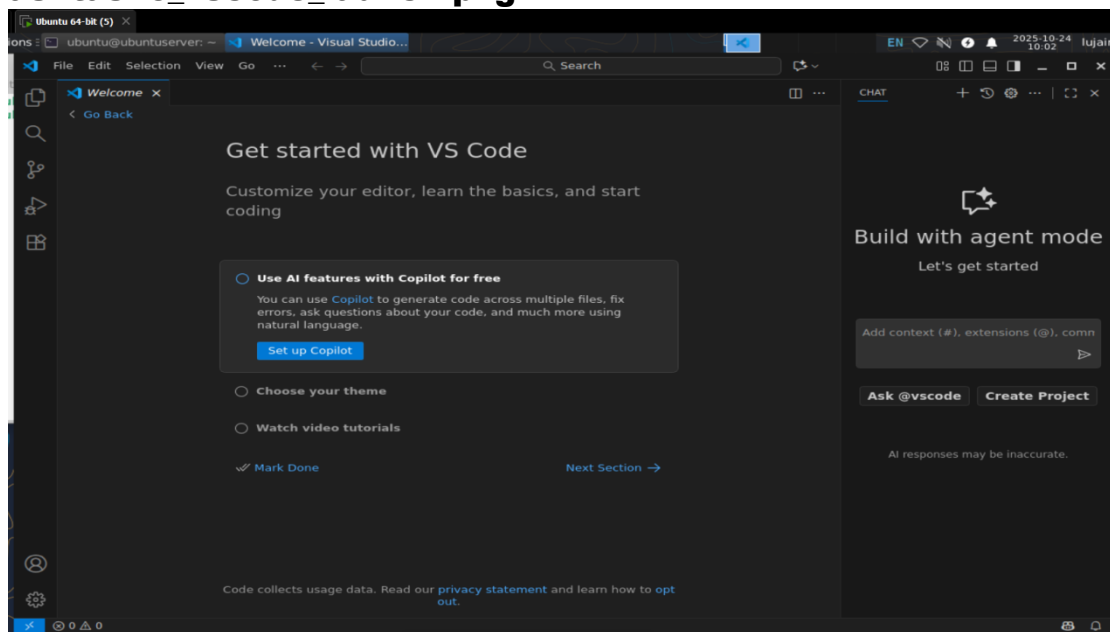 Ubuntu 64-bit (5)
ions ubuntu@ubuntuserver: ~ Welcome - Visual Studio... EN 2025-10-24 10:02 lujai
File Edit Selection View Go ··· Search
Welcome
CHAT
Go Back
Get started with VS Code
Customize your editor, learn the basics, and start
coding
Use AI features with Copilot for free
You can use Copilot to generate code across multiple files, fix
errors, ask questions about your code, and much more using
natural language.
Set up Copilot
Choose your theme
Watch video tutorials
Mark Done Next Section →
Code collects usage data. Read our privacy statement and learn how to opt
out.
Build with agent mode
Let's get started
Add context (#), extensions (@), comm
Ask @vscode Create Project
AI responses may be inaccurate.
0 0